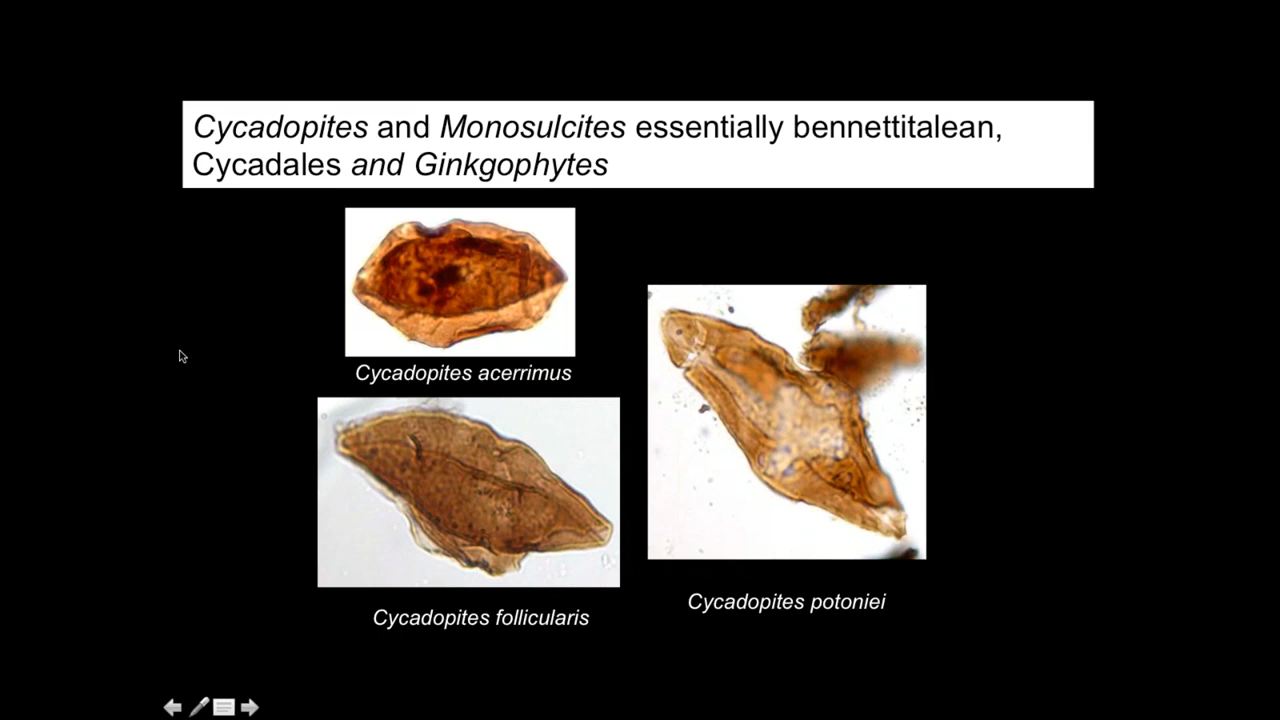 Cycadopites and Monosulcites essentially bennettitalean,
Cycadales and Ginkgophytes
Cycadopites acerrimus
Cycadopites follicularis
Cycadopites potoniei